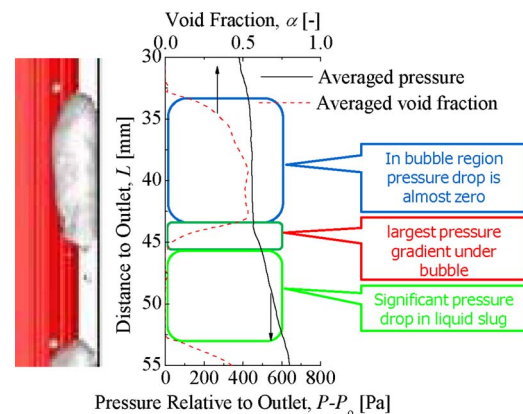 Void Fraction, α [-]
0.0 0.5 1.0
30
35
40
45
50
55
Distance to Outlet, L [mm]
Averaged pressure
Averaged void fraction
In bubble region
pressure drop is
almost zero
largest pressure
gradient under
bubble
Significant pressure
drop in liquid slug
0 200 400 600 800
Pressure Relative to Outlet, P-Po [Pa]